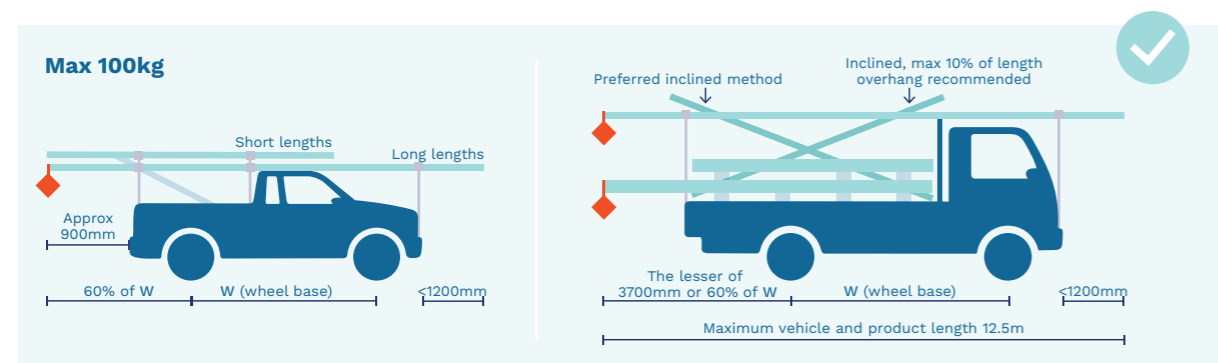 Max 100kg
Short lengths
Long lengths
Approx
900mm
60% of W
W (wheel base)
<1200mm
Preferred inclined method
Inclined, max 10% of length
overhang recommended
The lesser of
3700mm or 60% of W
W (wheel base)
<1200mm
Maximum vehicle and product length 12.5m